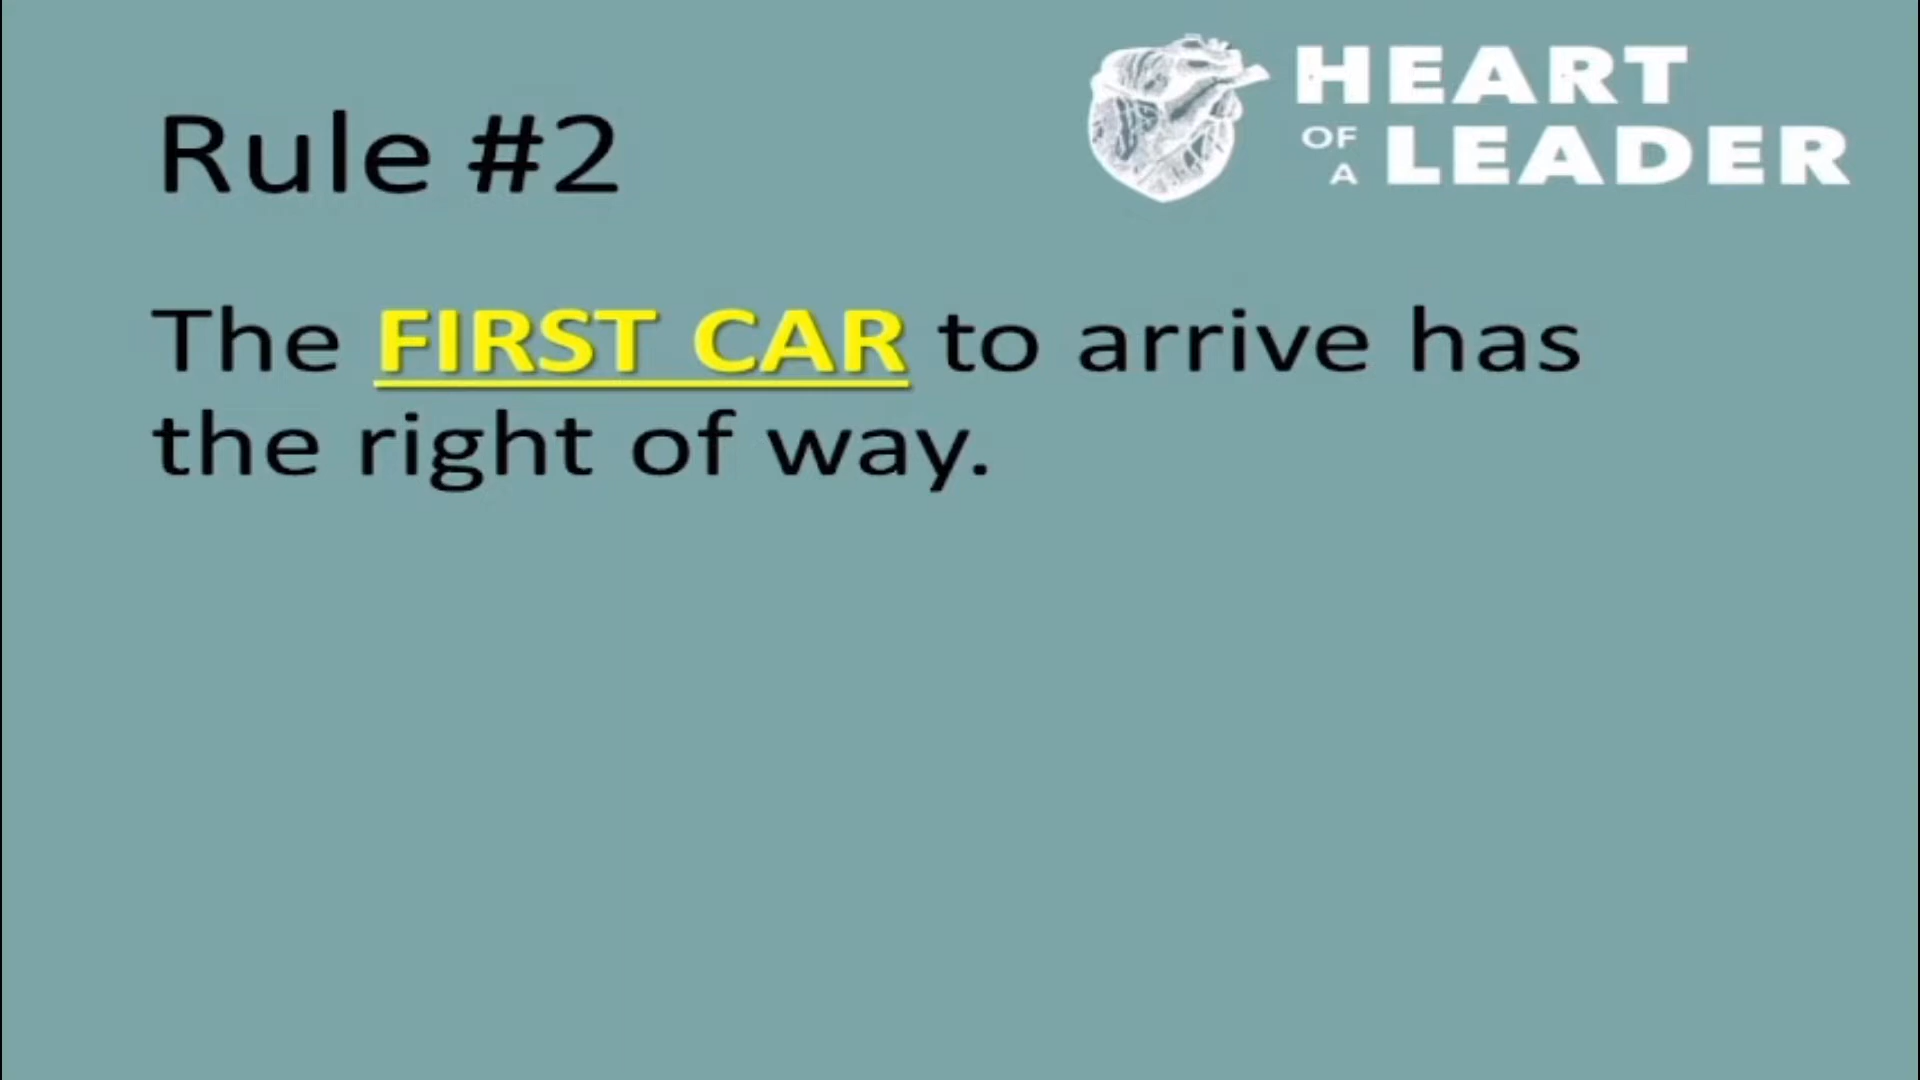 Rule #2
HEART
OF A LEADER
The FIRST CAR to arrive has
the right of way.